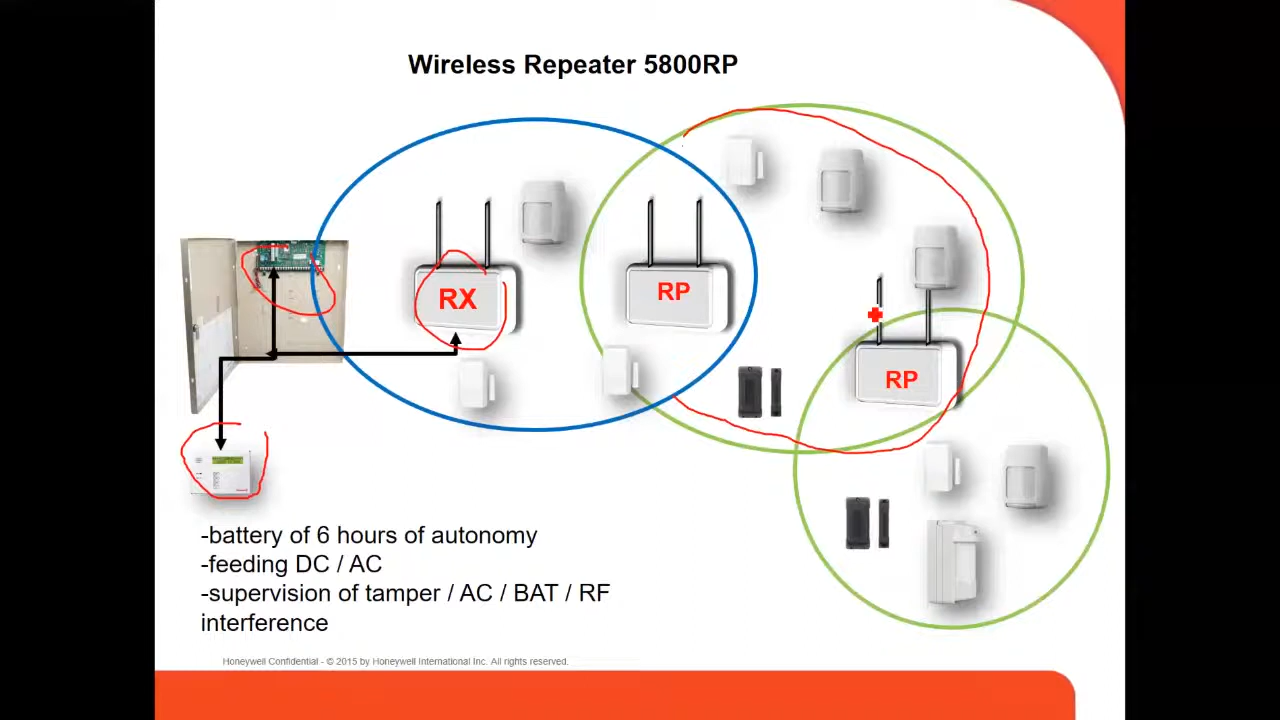 Wireless Repeater 5800RP
RX
RP
RP
-battery of 6 hours of autonomy
-feeding DC / AC
-supervision of tamper / AC / BAT / RF
interference
Honeywell Confidential - © 2015 by Honeywell International Inc. All rights reserved.